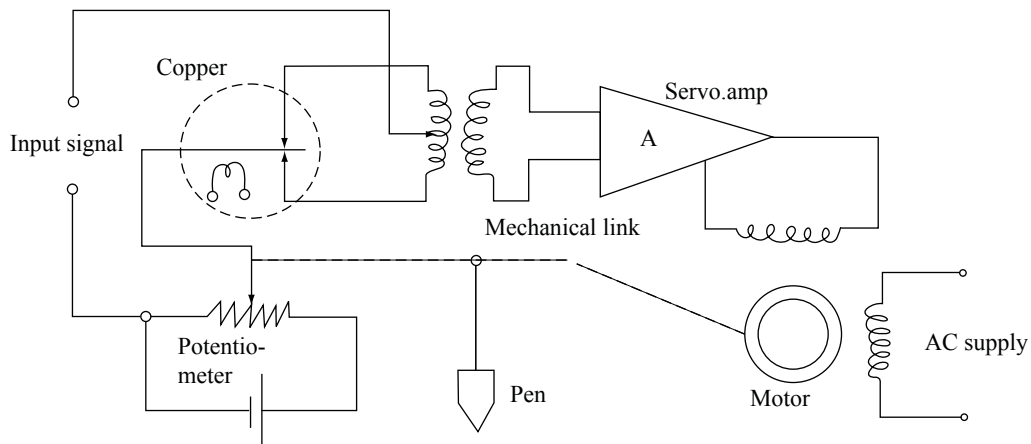 Copper
Servo.amp
Input signal
A
Mechanical link
Potentio-
meter
Pen
Motor
AC supply